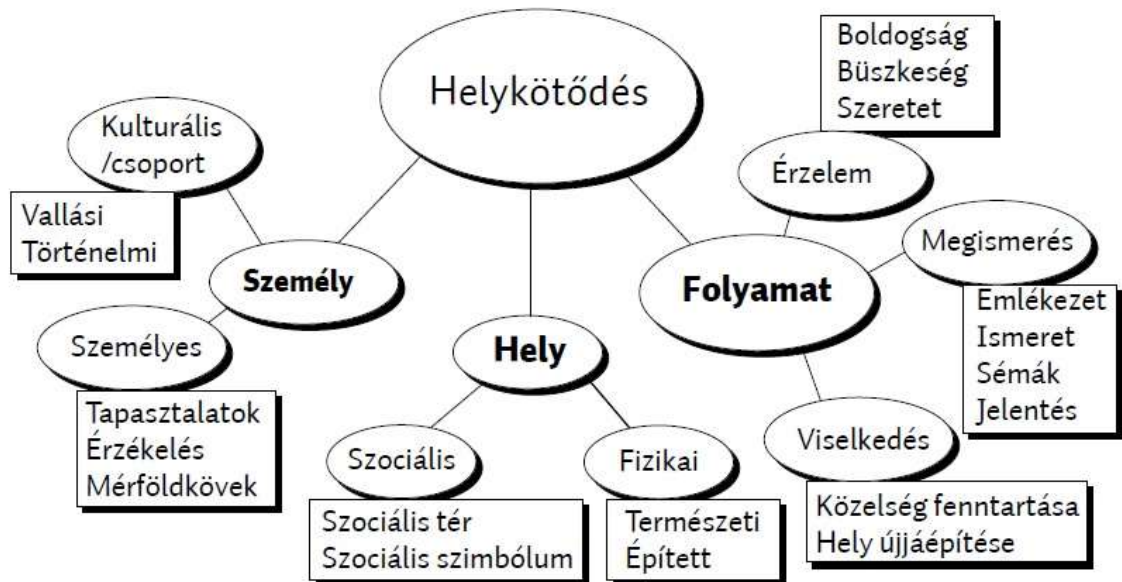 Helykötődés
Kulturális
/csoport
Vallási
Történelmi
Személy
Személyes
Tapasztalatok
Érzékelés
Mérföldkövek
Hely
Szociális
Szociális tér
Szociális szimbólum
Fizikai
Természeti
Épített
Folyamat
Boldogság
Büszkeség
Szeretet
Érzelem
Megismerés
Emlékezet
Ismeret
Sémák
Jelentés
Viselkedés
Közelség fenntartása
Hely újjáépítése